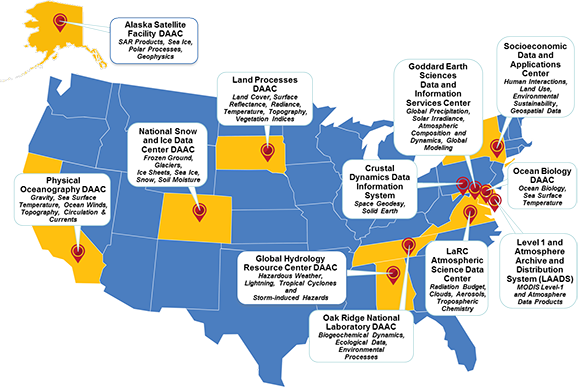 Alaska Satellite
Facility DAAC
SAR Products, Sea Ice,
Polar Processes,
Geophysics
Land Processes
DAAC
Land Cover, Surface
Reflectance, Radiance,
Temperature, Topography,
Vegetation Indices
Goddard Earth
Sciences
Data and
Information
Services Center
Global Precipitation,
Solar Irradiance,
Atmospheric
Composition and
Dynamics, Global
Modeling
Socioeconomic
Data and
Applications
Center
Human Interactions,
Land Use,
Environmental
Sustainability,
Geospatial Data
National Snow
and Ice Data
Center DAAC
Frozen Ground,
Glaciers,
Ice Sheets, Sea Ice,
Snow, Soil Moisture
Physical
Oceanography DAAC
Gravity, Sea Surface
Temperature, Ocean Winds,
Topography, Circulation &
Currents
Crustal
Dynamics Data
Information
System
Space Geodesy,
Solid Earth
Ocean Biology
DAAC
Ocean Biology,
Sea Surface
Temperature
Global Hydrology
Resource Center DAAC
Hazardous Weather,
Lightning, Tropical Cyclones
and
Storm-induced Hazards
LaRC
Atmospheric
Science Data
Center
Radiation Budget,
Clouds, Aerosols,
Tropospheric
Chemistry
Level 1 and
Atmosphere
Archive and
Distribution
System (LAADS)
MODIS Level-1
and Atmosphere
Data Products
Oak Ridge National
Laboratory DAAC
Biogeochemical Dynamics,
Ecological Data,
Environmental
Processes